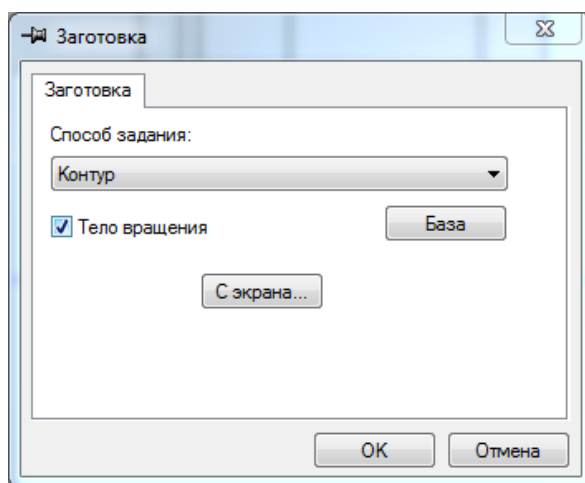 Заготовка
Заготовка
Способ задания:
Контур
Тело вращения
База
С экрана...
OK
Отмена